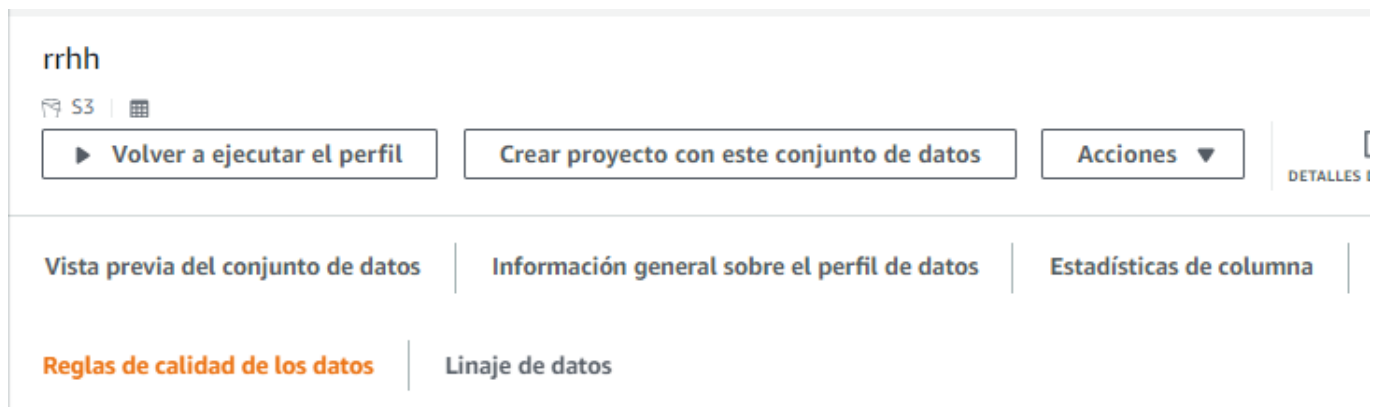 rrhh
S3
Volver a ejecutar el perfil
Crear proyecto con este conjunto de datos
Acciones
DETALLES
Vista previa del conjunto de datos
Información general sobre el perfil de datos
Estadísticas de columna
Reglas de calidad de los datos
Linaje de datos